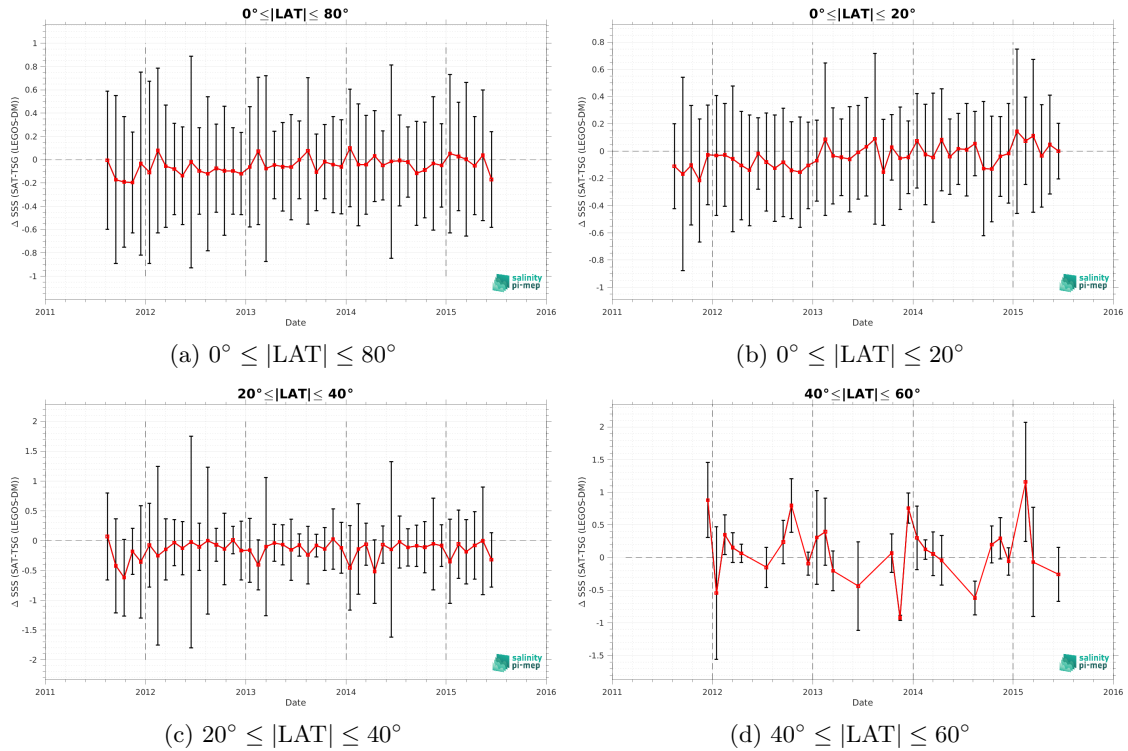 0°≤|LAT|≤ 80°
Δ SSS (SAT-TSG (LEGOS-DM))
1
0.8
0.6
0.4
0.2
0
-0.2
-0.4
-0.6
-0.8
-1
2011 2012 2013 2014 2015 2016
Date
salinity
pi-mep
(a) 0° ≤ |LAT| ≤ 80°
0°≤|LAT|≤ 20°
Δ SSS (SAT-TSG (LEGOS-DM))
0.8
0.6
0.4
0.2
0
-0.2
-0.4
-0.6
-0.8
-1
2011 2012 2013 2014 2015 2016
Date
salinity
pi-mep
(b) 0° ≤ |LAT| ≤ 20°
20°≤|LAT|≤ 40°
Δ SSS (SAT-TSG (LEGOS-DM))
2
1.5
1
0.5
0
-0.5
-1
-1.5
-2
2011 2012 2013 2014 2015 2016
Date
salinity
pi-mep
(c) 20° ≤ |LAT| ≤ 40°
40°≤|LAT|≤ 60°
Δ SSS (SAT-TSG (LEGOS-DM))
2
1.5
1
0.5
0
-0.5
-1
-1.5
2011 2012 2013 2014 2015 2016
Date
salinity
pi-mep
(d) 40° ≤ |LAT| ≤ 60°